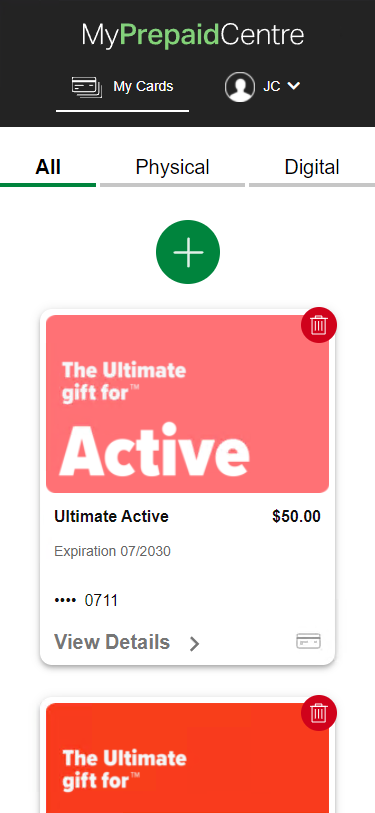 MyPrepaidCentre
My Cards
JC
All
Physical
Digital
The Ultimate
gift for™
Active
Ultimate Active
$50.00
Expiration 07/2030
•••• 0711
View Details
The Ultimate
gift for™